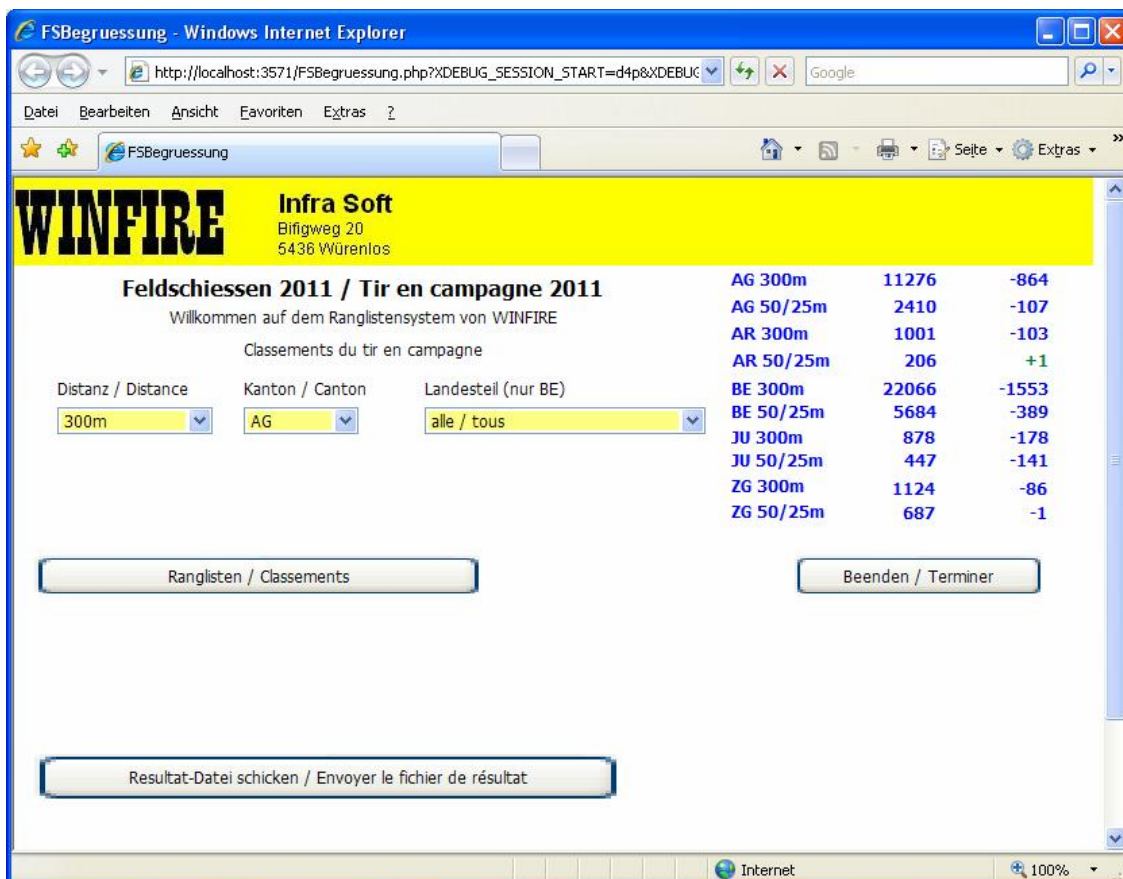 FSBegruessung - Windows Internet Explorer
http://localhost:3571/FSBegruessung.php?XDEBUG_SESSION_START=d4p&XDEBUG
Google
Datei Bearbeiten Ansicht Favoriten Extras ?
FSBegruessung
Seite Extras »
WINFIRE
Infra Soft
Bifigweg 20
5436 Würenlos
Feldschiessen 2011 / Tir en campagne 2011
Willkommen auf dem Ranglistensystem von WINFIRE
Classements du tir en campagne
Distanz / Distance Kanton / Canton Landesteil (nur BE)
300m AG alle / tous
AG 300m 11276 -864
AG 50/25m 2410 -107
AR 300m 1001 -103
AR 50/25m 206 +1
BE 300m 22066 -1553
BE 50/25m 5684 -389
JU 300m 878 -178
JU 50/25m 447 -141
ZG 300m 1124 -86
ZG 50/25m 687 -1
Ranglisten / Classements
Beenden / Terminer
Resultat-Datei schicken / Envoyer le fichier de résultat
Internet 100%